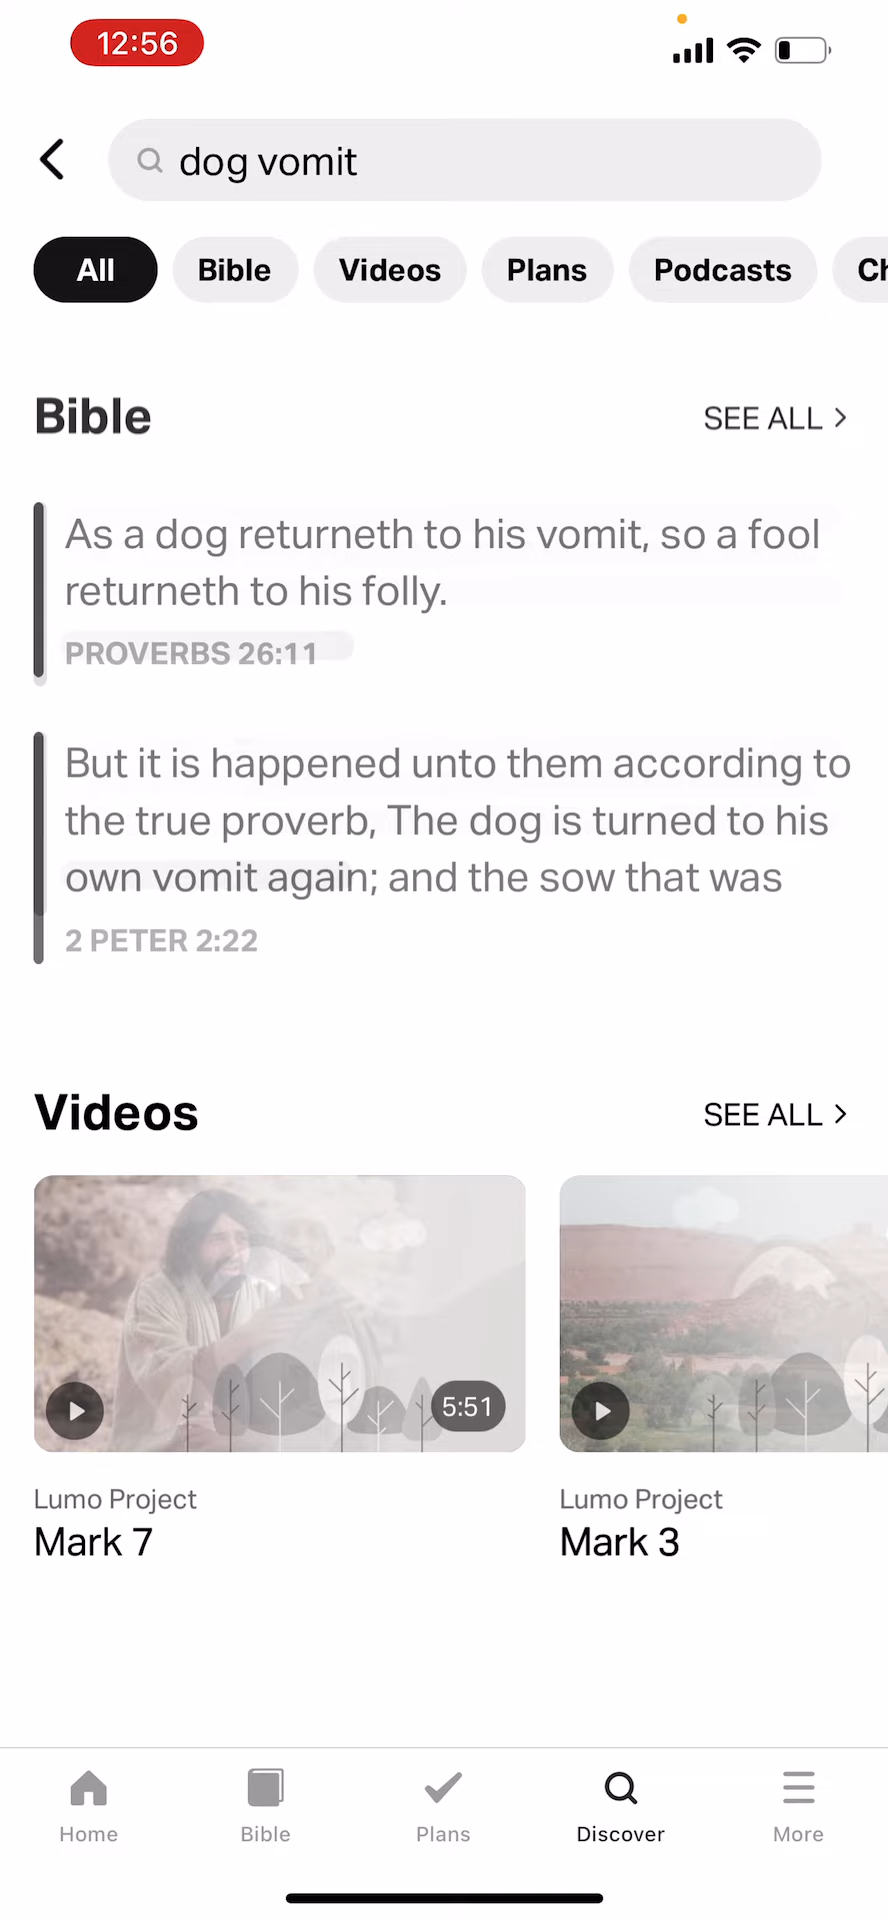 12:56
dog vomit
All Bible Videos Plans Podcasts
Bible SEE ALL >
As a dog returneth to his vomit, so a fool
returneth to his folly.
PROVERBS 26:11
But it is happened unto them according to
the true proverb, The dog is turned to his
own vomit again; and the sow that was
2 PETER 2:22
Videos SEE ALL >
5:51
Lumo Project
Mark 7
Lumo Project
Mark 3
Home Bible Plans Discover More